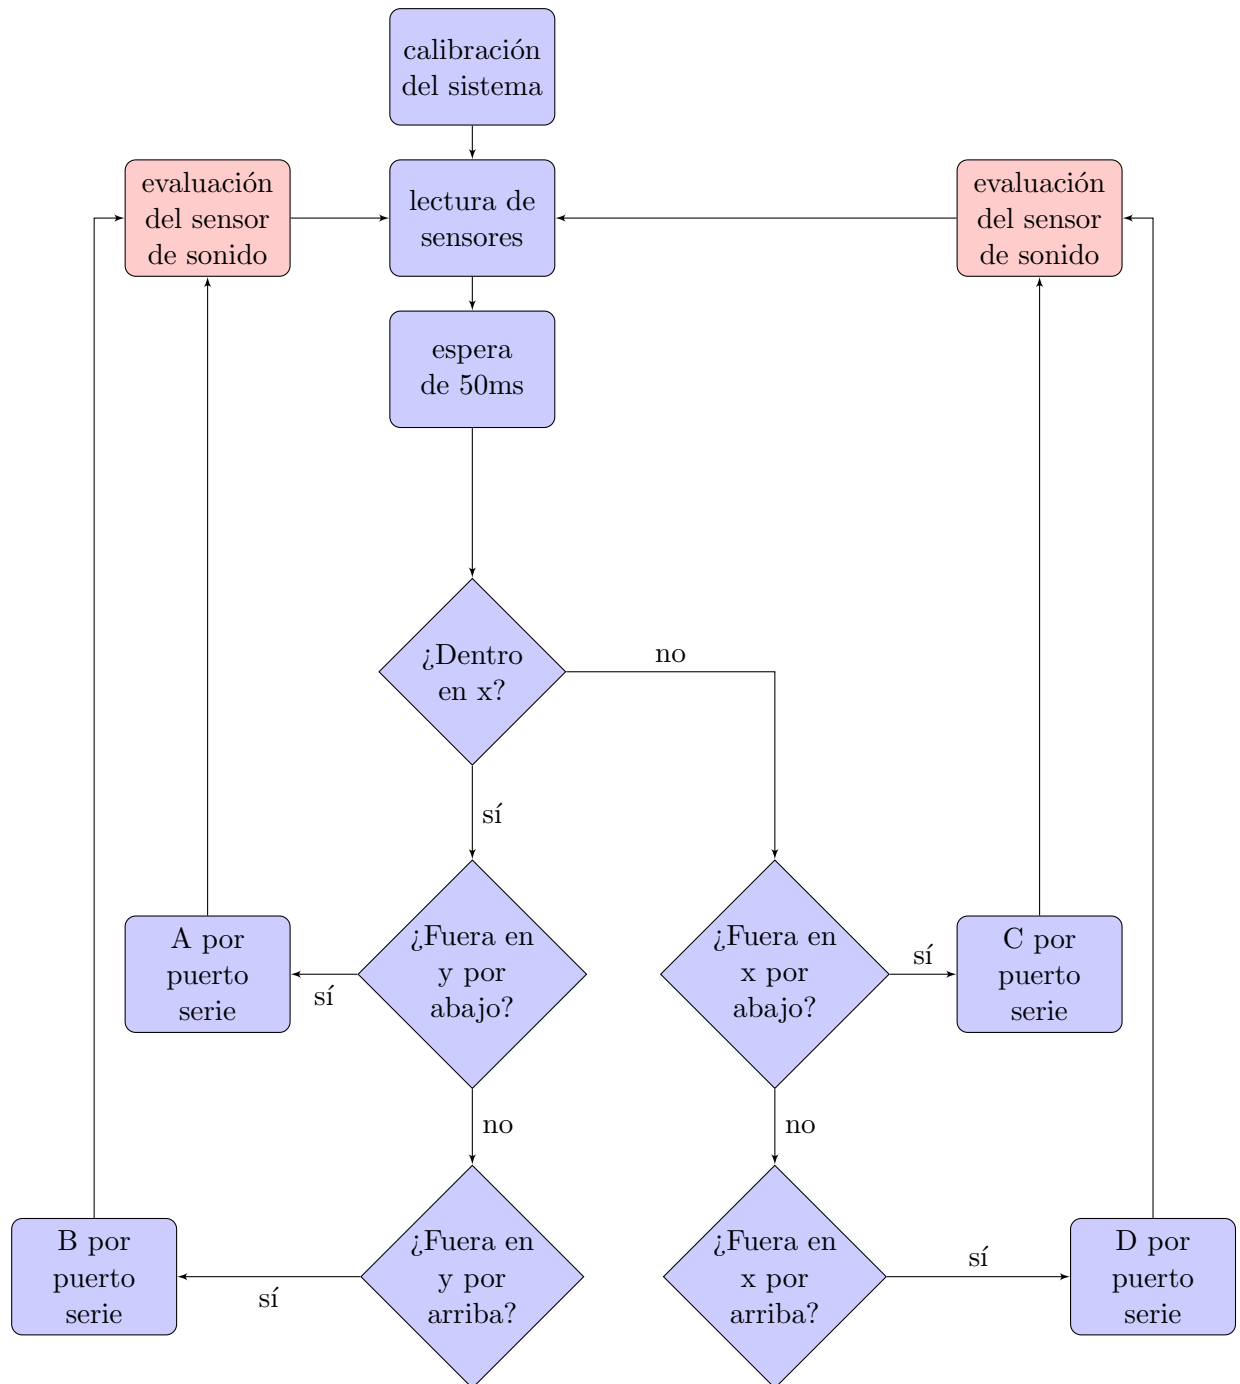 calibración
del sistema
evaluación
del sensor
de sonido
lectura de
sensores
evaluación
del sensor
de sonido
espera
de 50ms
¿Dentro
en x?
no
sí
A por
puerto
serie
sí
¿Fuera en
y por
abajo?
¿Fuera en
x por
abajo?
sí
C por
puerto
serie
no
no
B por
puerto
serie
sí
¿Fuera en
y por
arriba?
¿Fuera en
x por
arriba?
sí
D por
puerto
serie